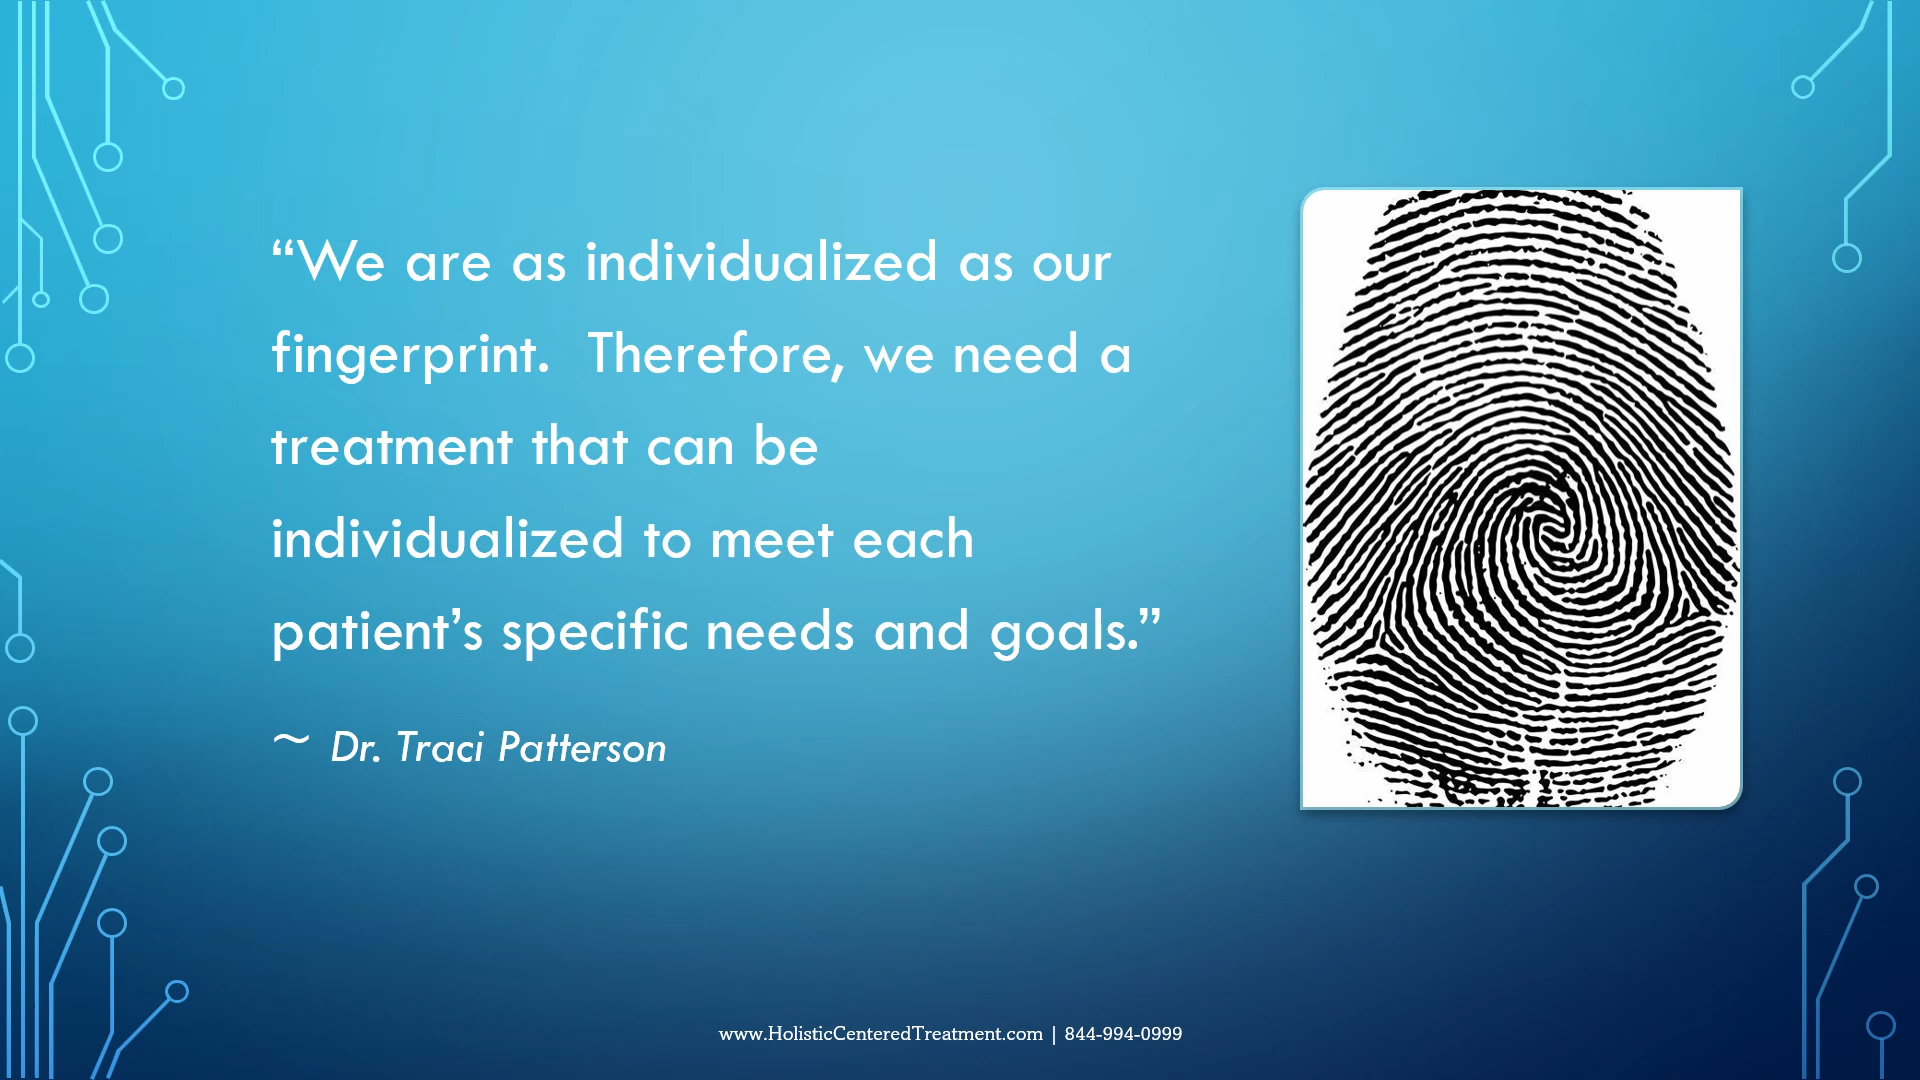 “We are as individualized as our
fingerprint.  Therefore, we need a
treatment that can be
individualized to meet each
patient’s specific needs and goals.”
~ Dr. Traci Patterson
www.HolisticCenteredTreatment.com | 844-994-0999